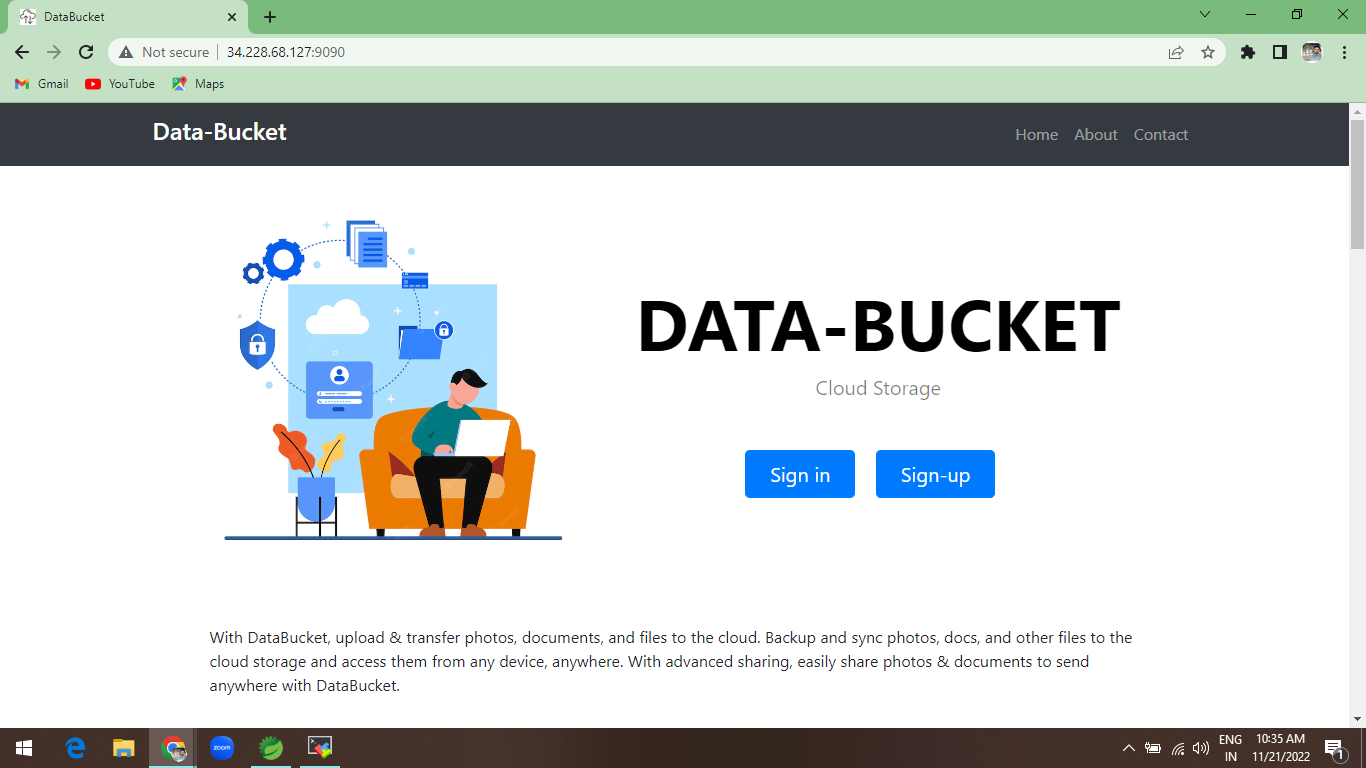 DataBucket
Not secure
34.228.68.127:9090
Gmail
YouTube
Maps
Data-Bucket
Home
About
Contact
DATA-BUCKET
Cloud Storage
Sign in
Sign-up
With DataBucket, upload & transfer photos, documents, and files to the cloud. Backup and sync photos, docs, and other files to the
cloud storage and access them from any device, anywhere. With advanced sharing, easily share photos & documents to send
anywhere with DataBucket.
zoom
ENG
IN
10:35 AM
11/21/2022
1